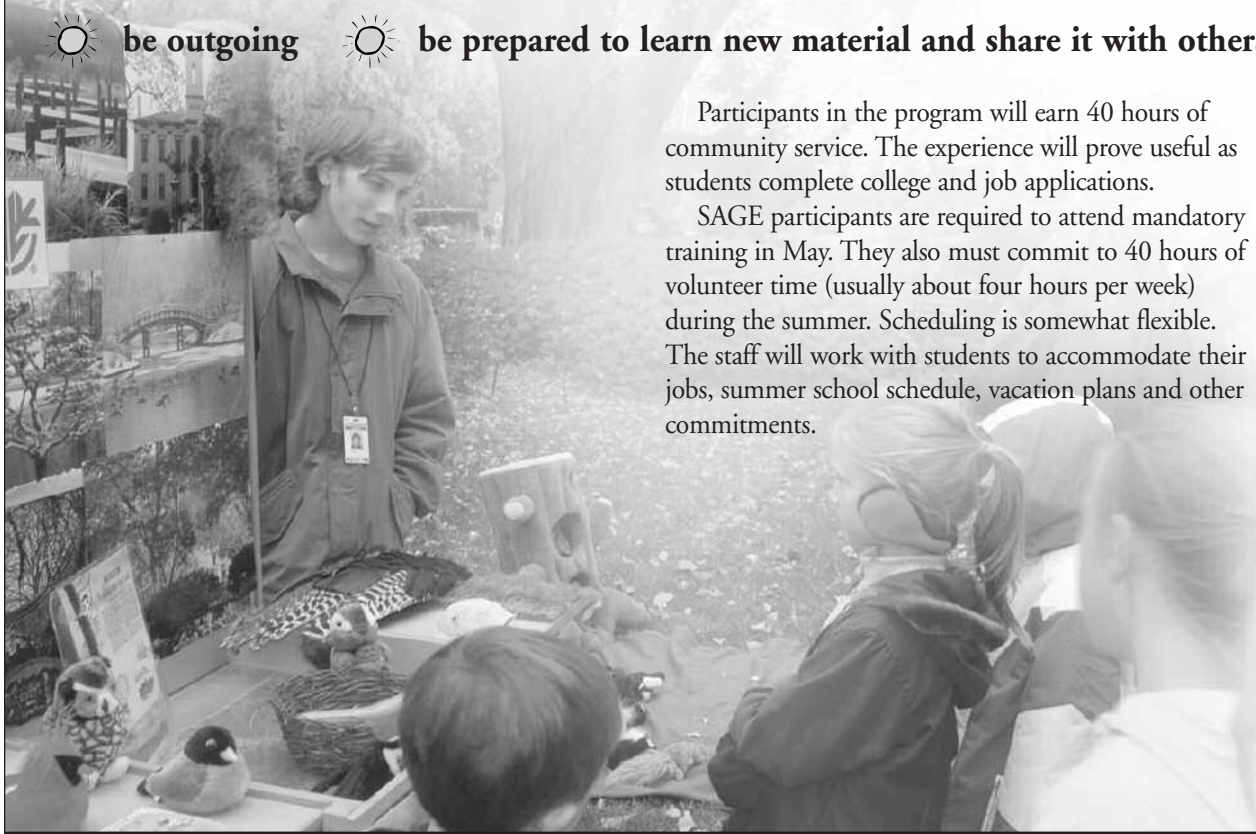 be outgoing be prepared to learn new material and share it with
Participants in the program will earn 40 hours of
community service. The experience will prove useful as
students complete college and job applications.
SAGE participants are required to attend mandatory
training in May. They also must commit to 40 hours of
volunteer time (usually about four hours per week)
during the summer. Scheduling is somewhat flexible.
The staff will work with students to accommodate their
jobs, summer school schedule, vacation plans and other
commitments.